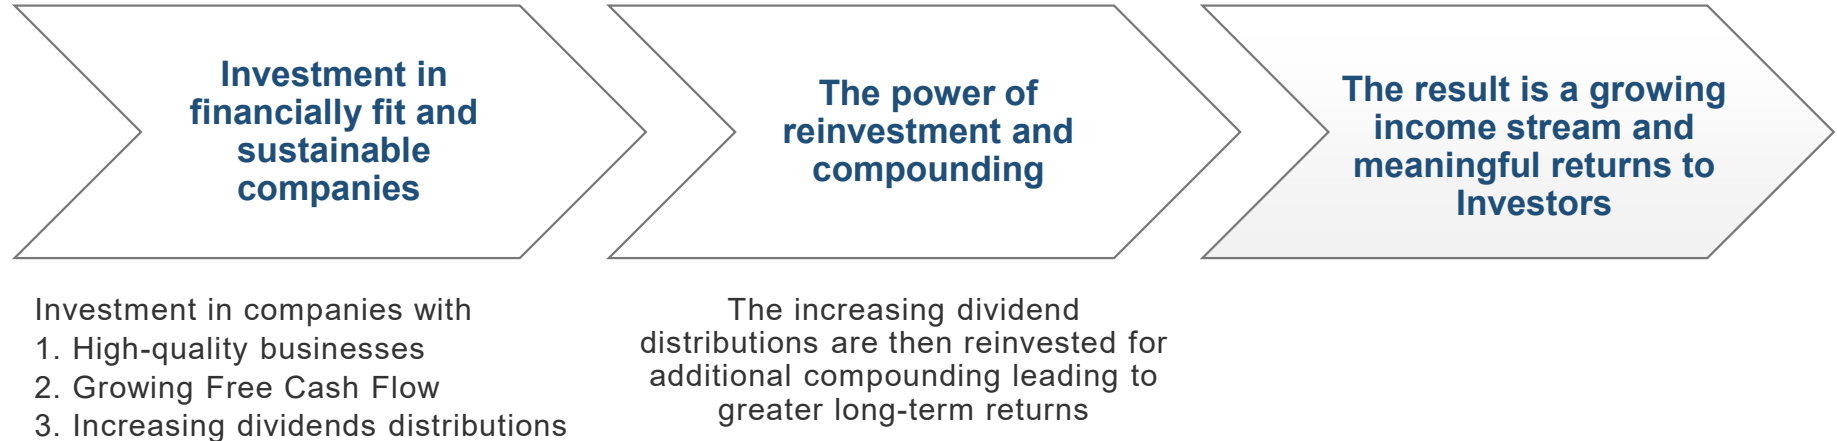 Investment in
financially fit and
sustainable
companies
The power of
reinvestment and
compounding
The result is a growing
income stream and
meaningful returns to
Investors
Investment in companies with
1. High-quality businesses
2. Growing Free Cash Flow
3. Increasing dividends distributions
The increasing dividend
distributions are then reinvested for
additional compounding leading to
greater long-term returns